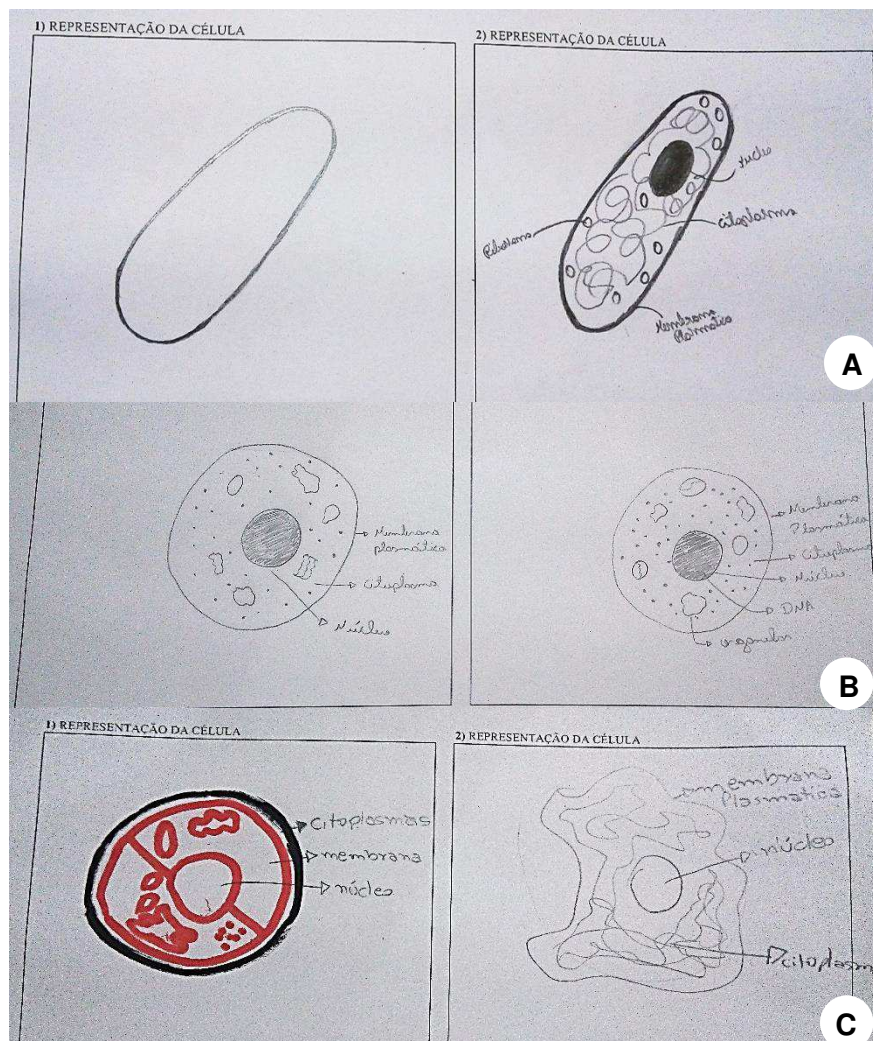 1) REPRESENTAÇÃO DA CÉLULA
2) REPRESENTAÇÃO DA CÉLULA
citoplasma
Membrana
Plasmática
A
Membrana
plasmática
citoplasma
Núcleo
Membrana
Plasmática
Citoplasma
Núcleo
DNA
B
1) REPRESENTAÇÃO DA CÉLULA
2) REPRESENTAÇÃO DA CÉLULA
citoplasmas
membrana
núcleo
membrana
Plasmatica
núcleo
citoplasm
C